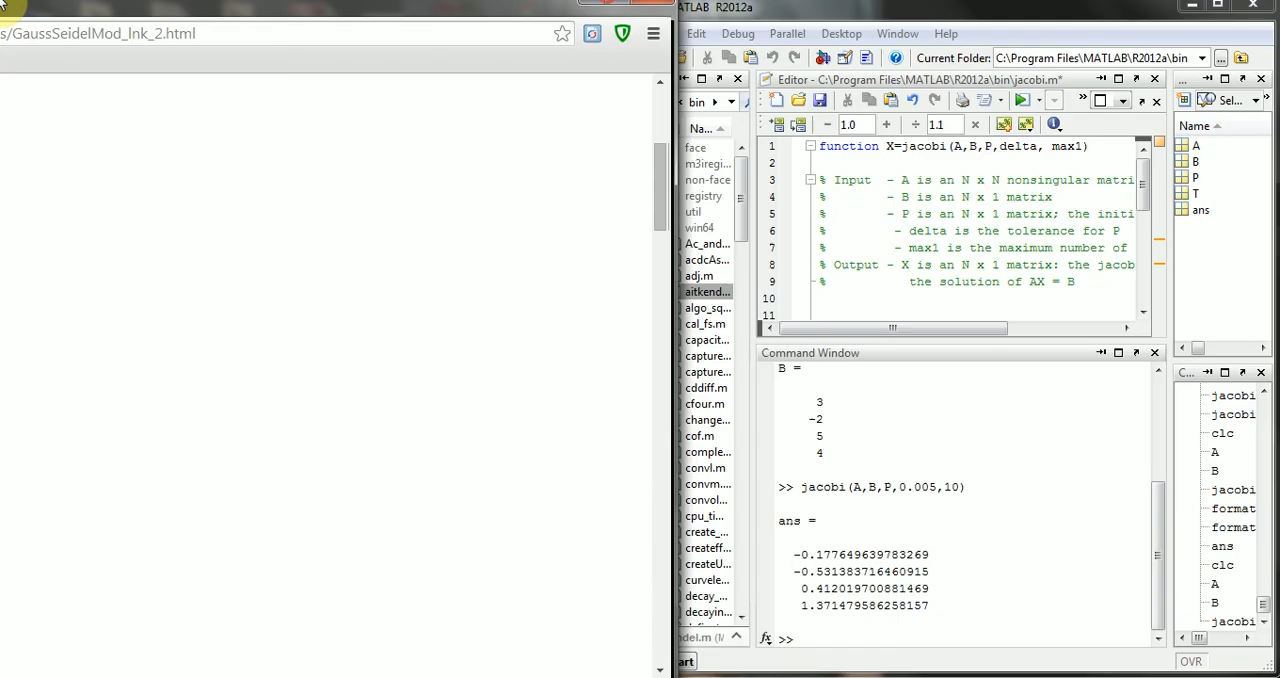 s/GaussSeidelMod_lnk_2.html
ATLAB R2012a
Edit Debug Parallel Desktop Window Help
Current Folder: C:\Program Files\MATLAB\R2012a\bin
bin
Na...
face
m3iregi...
non-face
registry
util
win64
Ac_and...
acdcAs...
adj.m
aitkend...
algo_sq...
cal_fs.m
capacit...
capture...
capture...
cddiff.m
cfour.m
change...
cof.m
comple...
convl.m
convm....
convol...
cpu_ti...
create_...
createff...
createU...
curvele...
decay_...
decayin...
ndel.m (M
art
Editor - C:\Program Files\MATLAB\R2012a\bin\jacobi.m*
1.0
1.1
1 function X=jacobi(A,B,P,delta, max1)
2
3 % Input - A is an N x N nonsingular matri
4 % - B is an N x 1 matrix
5 % - P is an N x 1 matrix; the initi
6 % - delta is the tolerance for P
7 % - max1 is the maximum number of
8 % Output - X is an N x 1 matrix: the jacob
9 % the solution of AX = B
10
11
Command Window
B =
3
-2
5
4
>> jacobi(A,B,P,0.005,10)
ans =
-0.177649639783269
-0.531383716460915
0.412019700881469
1.371479586258157
fx >>
...
Sel...
Name
A
B
P
T
ans
C...
jacobi
jacobi
clc
A
B
jacobi
format
format
ans
clc
A
B
jacobi
OVR